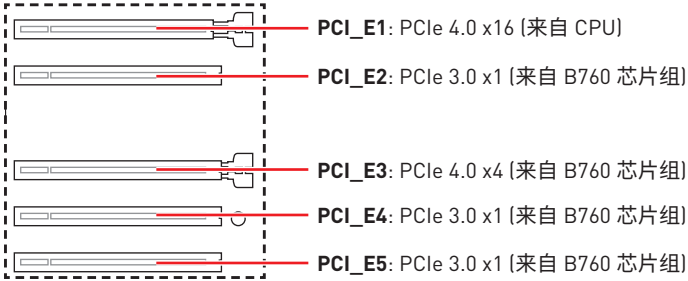 PCI_E1: PCIe 4.0 x16 (来自 CPU)
PCI_E2: PCIe 3.0 x1 (来自 B760 芯片组)
PCI_E3: PCIe 4.0 x4 (来自 B760 芯片组)
PCI_E4: PCIe 3.0 x1 (来自 B760 芯片组)
PCI_E5: PCIe 3.0 x1 (来自 B760 芯片组)